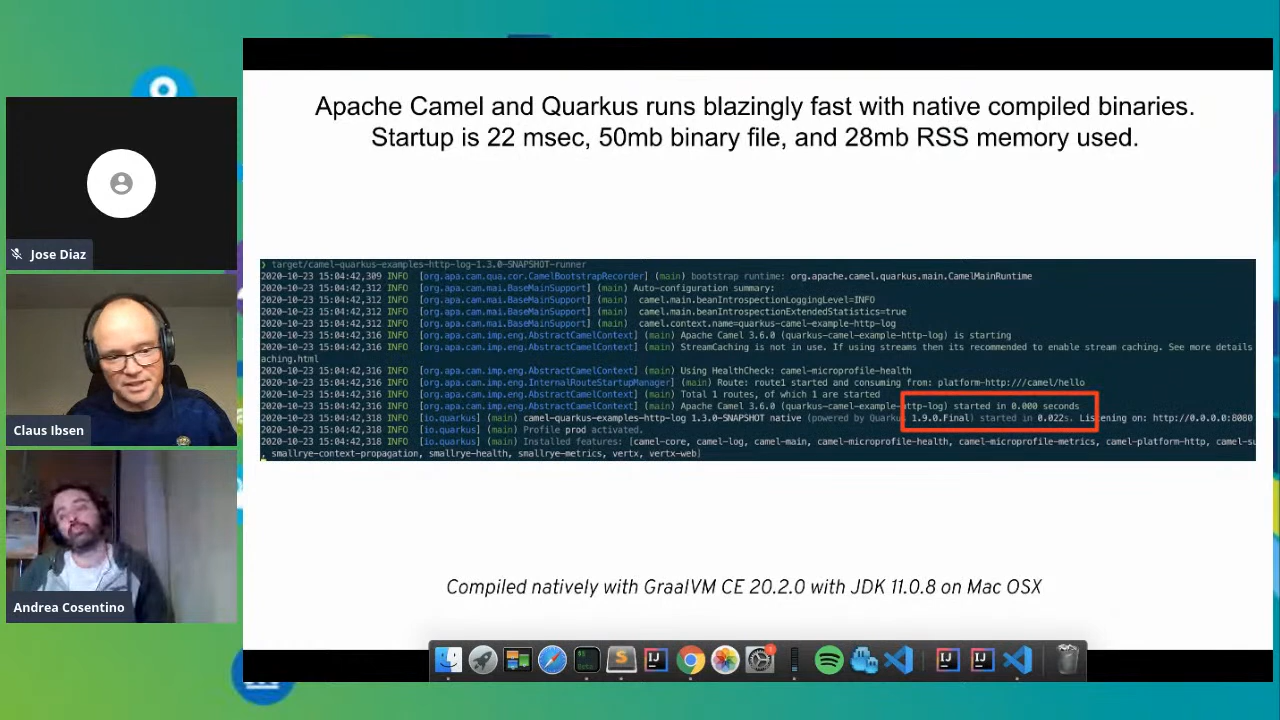 Apache Camel and Quarkus runs blazingly fast with native compiled binaries.
Startup is 22 msec, 50mb binary file, and 28mb RSS memory used.
Jose Diaz
Claus Ibsen
Andrea Cosentino
❯ target/camel-quarkus-examples-http-log-1.3.0-SNAPSHOT-runner
2020-10-23 15:04:42,309 INFO [org.apa.cam.qua.cor.CamelBootstrapRecorder] (main) bootstrap runtime: org.apache.camel.quarkus.main.CamelMainRuntime
2020-10-23 15:04:42,312 INFO [org.apa.cam.mai.BaseMainSupport] (main) Auto-configuration summary:
2020-10-23 15:04:42,312 INFO [org.apa.cam.mai.BaseMainSupport] (main) camel.main.beanIntrospectionLoggingLevel=INFO
2020-10-23 15:04:42,312 INFO [org.apa.cam.mai.BaseMainSupport] (main) camel.main.beanIntrospectionExtendedStatistics=true
2020-10-23 15:04:42,312 INFO [org.apa.cam.mai.BaseMainSupport] (main) camel.context.name=quarkus-camel-example-http-log
2020-10-23 15:04:42,316 INFO [org.apa.cam.imp.eng.AbstractCamelContext] (main) Apache Camel 3.6.0 (quarkus-camel-example-http-log) is starting
2020-10-23 15:04:42,316 INFO [org.apa.cam.imp.eng.AbstractCamelContext] (main) StreamCaching is not in use. If using streams then its recommended to enable stream caching. See more details
aching.html
2020-10-23 15:04:42,316 INFO [org.apa.cam.imp.eng.AbstractCamelContext] (main) Using HealthCheck: camel-microprofile-health
2020-10-23 15:04:42,316 INFO [org.apa.cam.imp.eng.InternalRouteStartupManager] (main) Route: route1 started and consuming from: platform-http:///camel/hello
2020-10-23 15:04:42,316 INFO [org.apa.cam.imp.eng.AbstractCamelContext] (main) Total 1 routes, of which 1 are started
2020-10-23 15:04:42,316 INFO [org.apa.cam.imp.eng.AbstractCamelContext] (main) Apache Camel 3.6.0 (quarkus-camel-example-http-log) started in 0.000 seconds
2020-10-23 15:04:42,318 INFO [io.quarkus] (main) camel-quarkus-examples-http-log 1.3.0-SNAPSHOT native (powered by Quarkus 1.9.0.Final) started in 0.022s. Listening on: http://0.0.0.0:8080
2020-10-23 15:04:42,318 INFO [io.quarkus] (main) Profile prod activated.
2020-10-23 15:04:42,318 INFO [io.quarkus] (main) Installed features: [camel-core, camel-log, camel-main, camel-microprofile-health, camel-microprofile-metrics, camel-platform-http, camel-su
, smallrye-context-propagation, smallrye-health, smallrye-metrics, vertx, vertx-web]
Compiled natively with GraalVM CE 20.2.0 with JDK 11.0.8 on Mac OSX